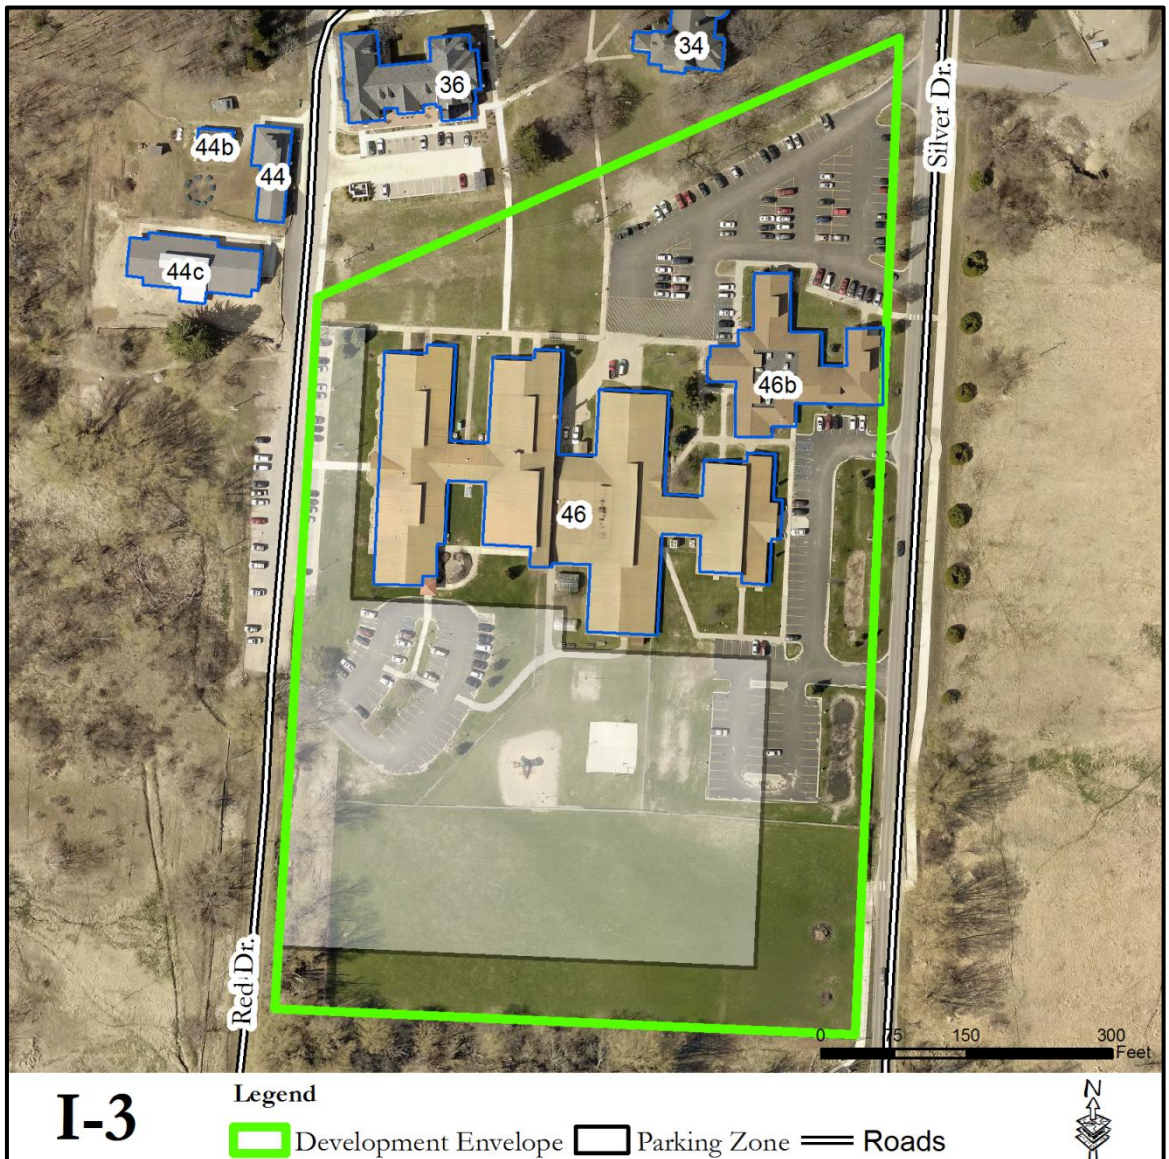 34
36
44b
44
44c
46b
46
Silver Dr.
Red Dr.
0 75 150 300
Feet
I-3
Legend
Development Envelope Parking Zone Roads
N